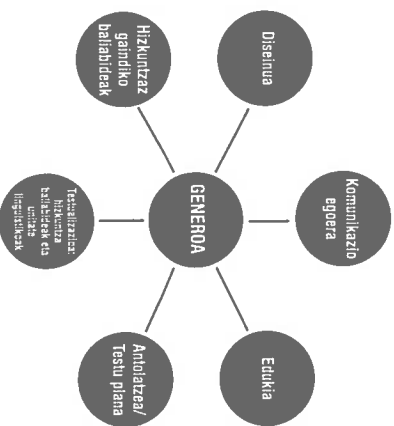 Komunikazio
egoera
Diseinua
Edukia
GENEROA
Hizkuntzaz
gaindiko
baliabideak
Antolatzea/
Testu plana
Testualizazioa:
hizkuntza
baliabideak eta
unitate
linguistikoak